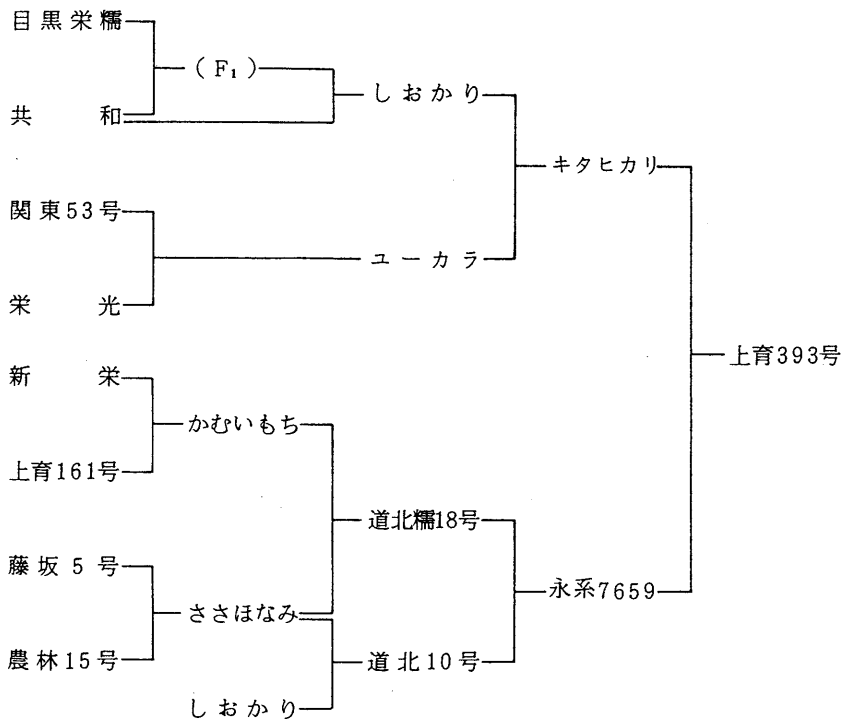 目黒栄糯
(F₁)
しおかり
共和
キタヒカリ
関東53号
ユーカラ
栄光
上育393号
新栄
かむいもち
上育161号
道北糯18号
藤坂5号
永系7659
ささほなみ
農林15号
道北10号
しおかり